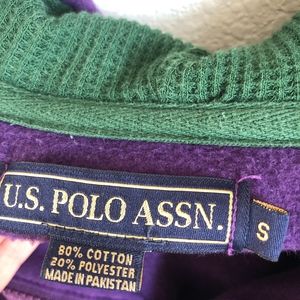 U.S. POLO ASSN.
S
80% COTTON
20% POLYESTER
MADE IN PAKISTAN